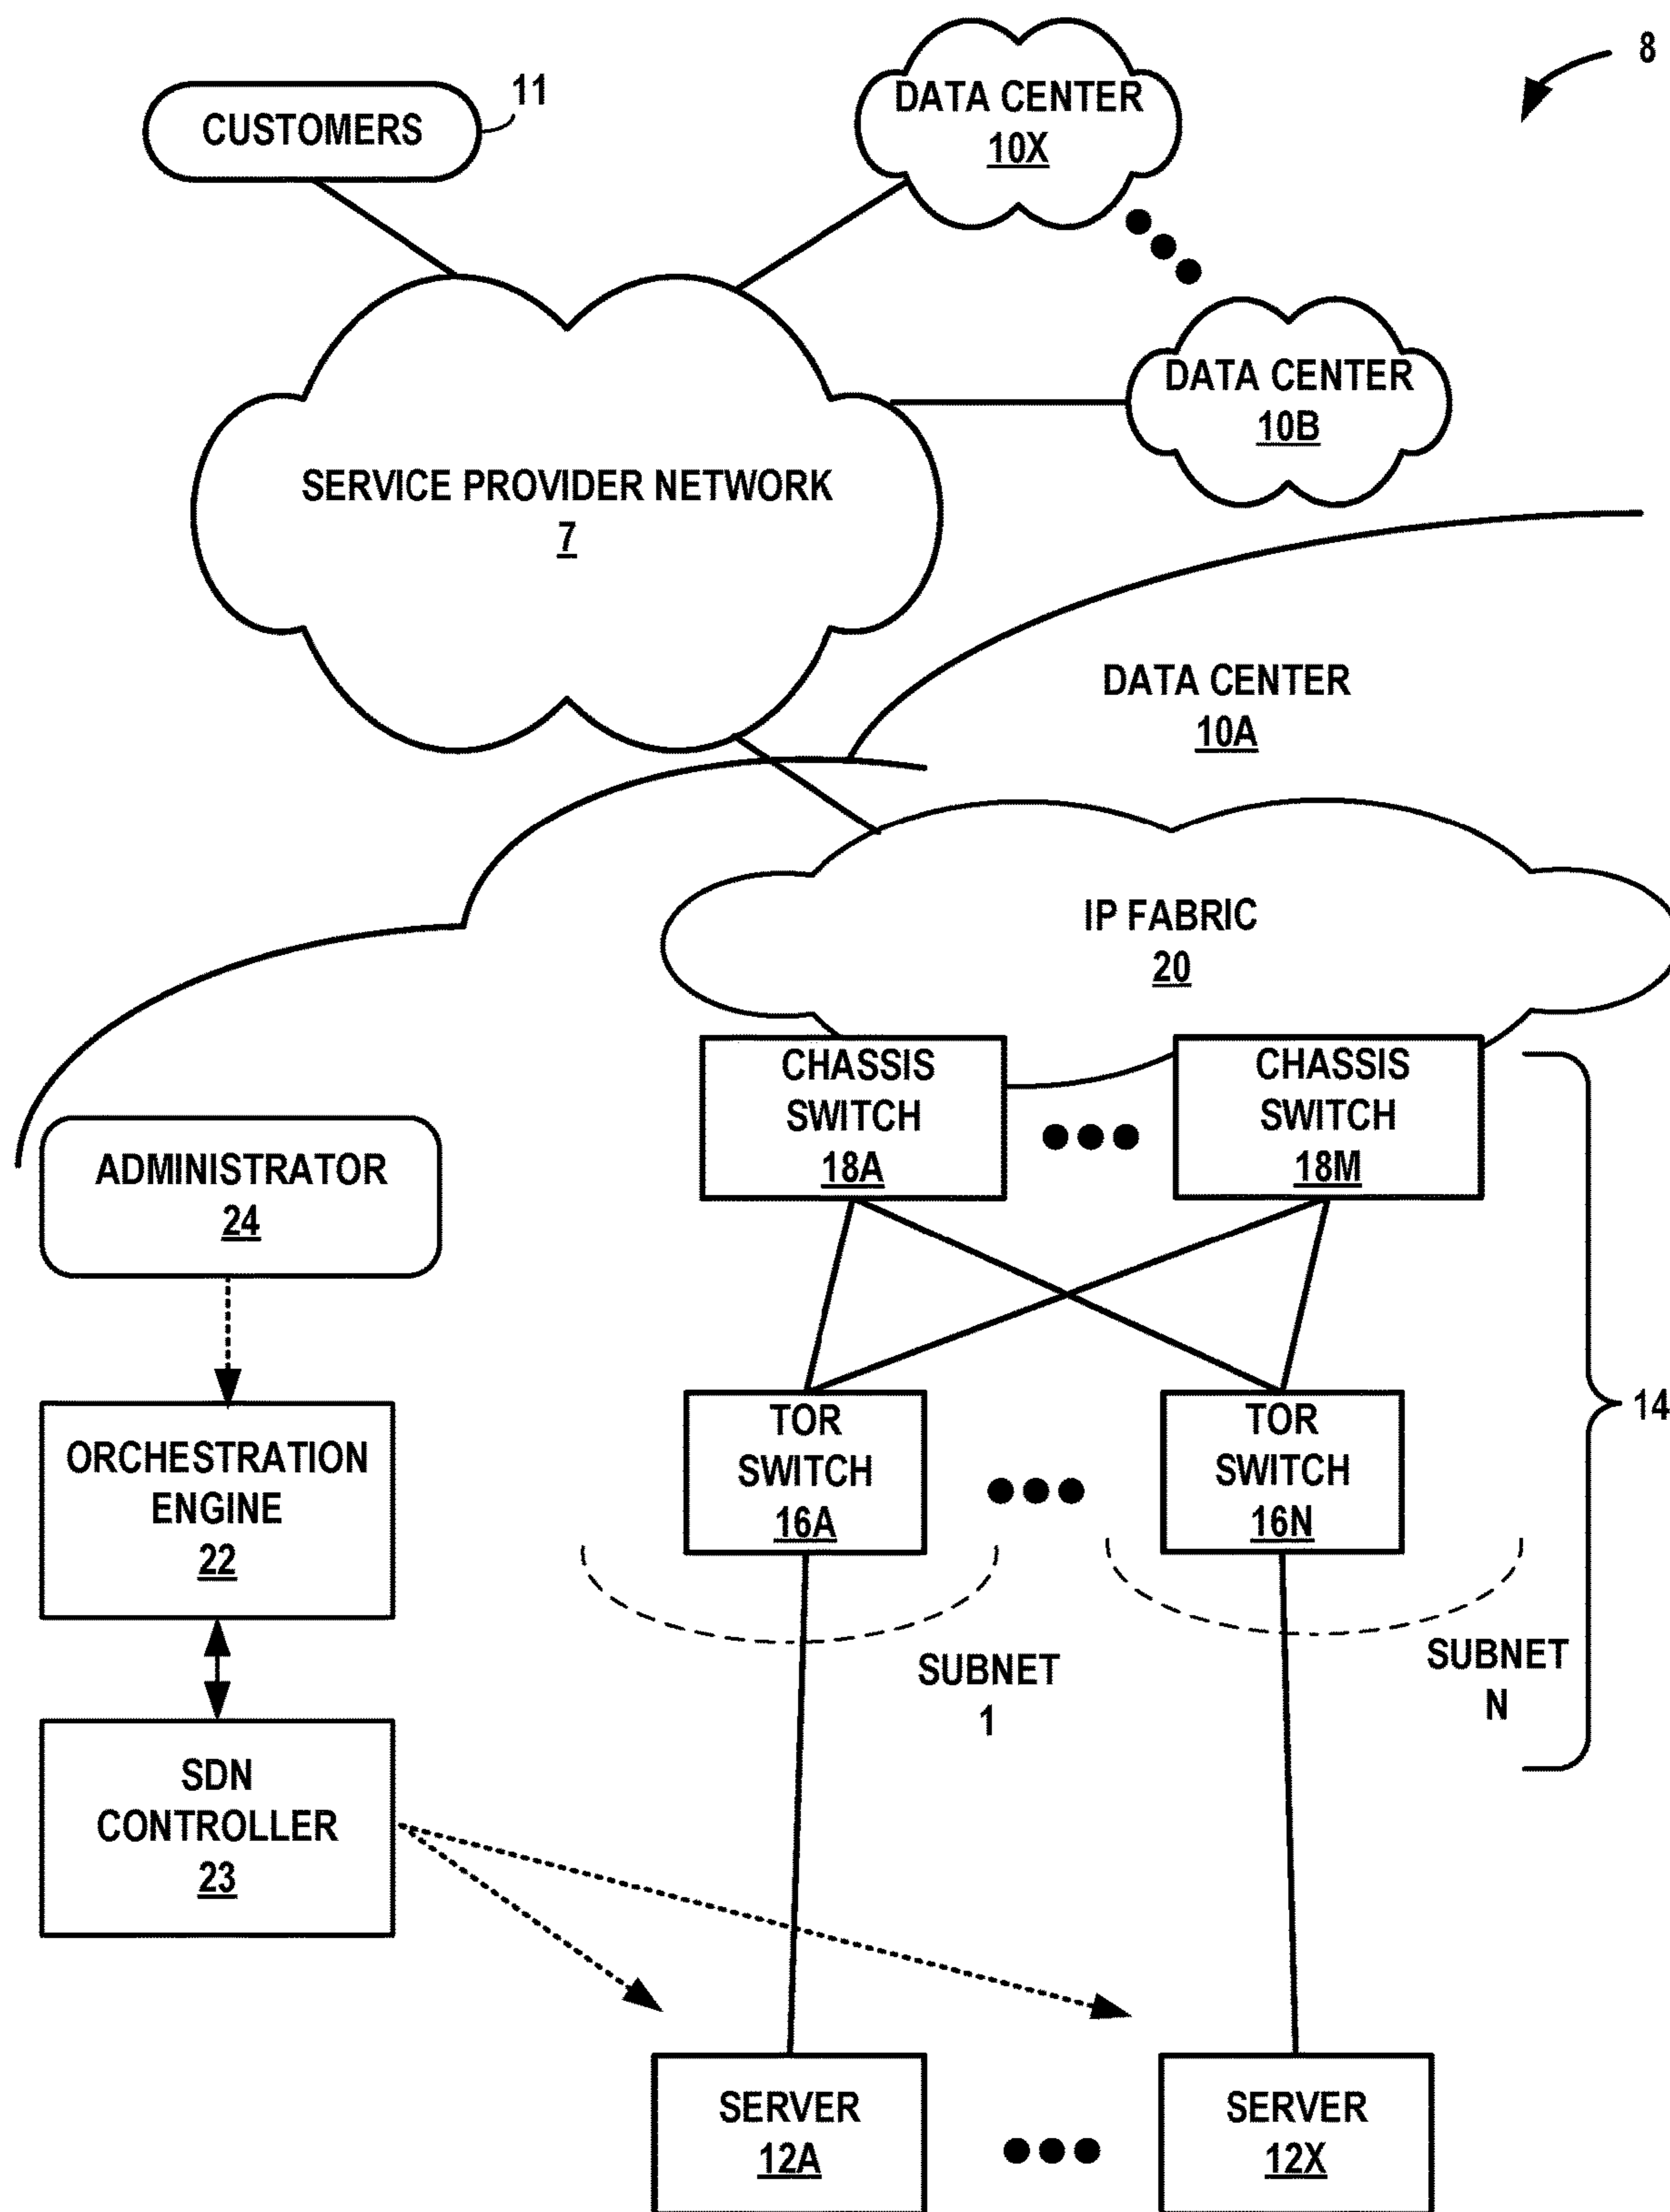 8
11
CUSTOMERS
DATA CENTER
10X
DATA CENTER
10B
SERVICE PROVIDER NETWORK
7
DATA CENTER
10A
IP FABRIC
20
CHASSIS
SWITCH
18A
CHASSIS
SWITCH
18M
ADMINISTRATOR
24
ORCHESTRATION
ENGINE
22
TOR
SWITCH
16A
TOR
SWITCH
16N
14
SUBNET
1
SUBNET
N
SDN
CONTROLLER
23
SERVER
12A
SERVER
12X